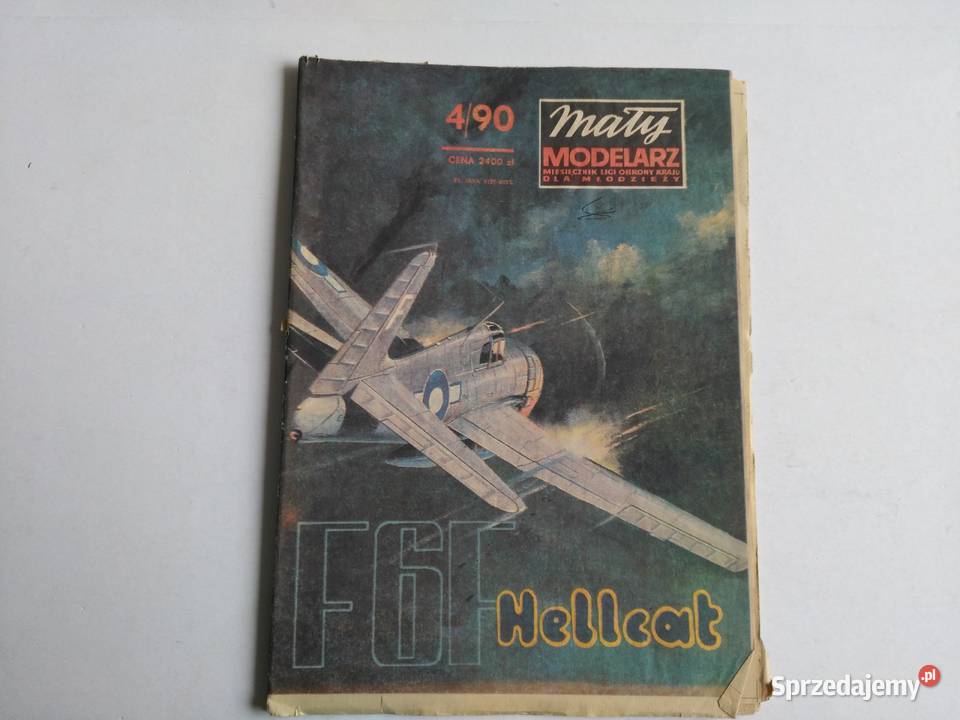 4/90
CENA 2400 zł
Mały
MODELARZ
MIESIĘCZNIK LIGI OBRONY KRAJU
DLA MŁODZIEŻY
F6F
Hellcat
Sprzedajemy.pl